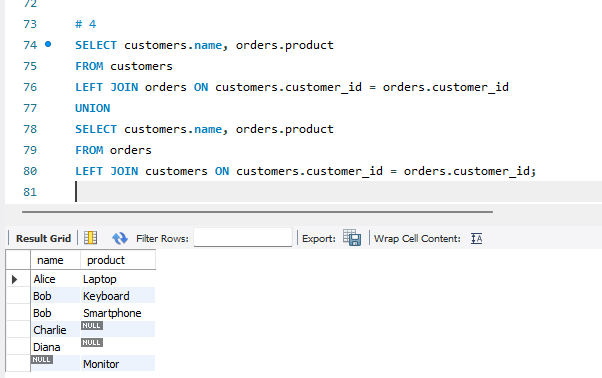 72
73 # 4
74 SELECT customers.name, orders.product
75 FROM customers
76 LEFT JOIN orders ON customers.customer_id = orders.customer_id
77 UNION
78 SELECT customers.name, orders.product
79 FROM orders
80 LEFT JOIN customers ON customers.customer_id = orders.customer_id;
81
Result Grid Filter Rows: Export: Wrap Cell Content: IA
name product
Alice Laptop
Bob Keyboard
Bob Smartphone
Charlie NULL
Diana NULL
NULL Monitor